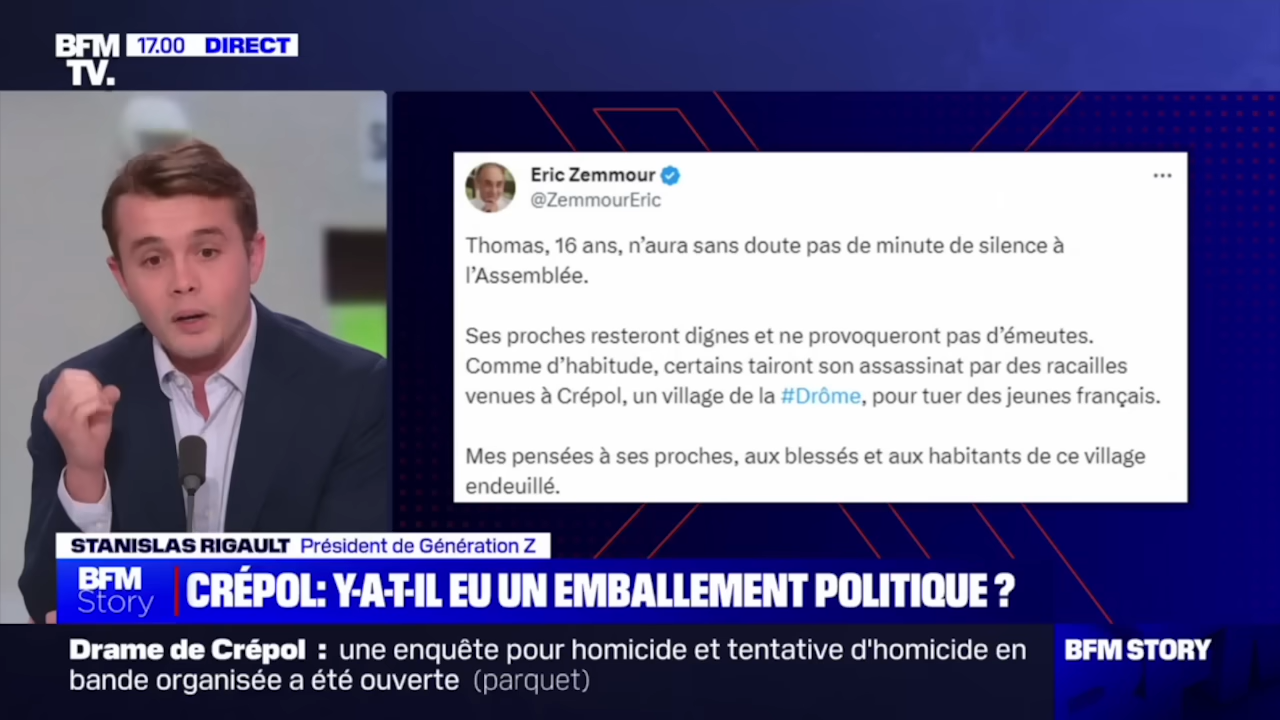 BFM 17.00 DIRECT
TV.
Eric Zemmour
@ZemmourEric
Thomas, 16 ans, n’aura sans doute pas de minute de silence à
l’Assemblée.
Ses proches resteront dignes et ne provoqueront pas d’émeutes.
Comme d’habitude, certains tairont son assassinat par des racailles
venues à Crépol, un village de la #Drôme, pour tuer des jeunes français.
Mes pensées à ses proches, aux blessés et aux habitants de ce village
endeuillé.
STANISLAS RIGAULT Président de Génération Z
BFM
Story
CRÉPOL: Y-A-T-IL EU UN EMBALLEMENT POLITIQUE ?
Drame de Crépol : une enquête pour homicide et tentative d'homicide en
bande organisée a été ouverte (parquet)
BFM STORY